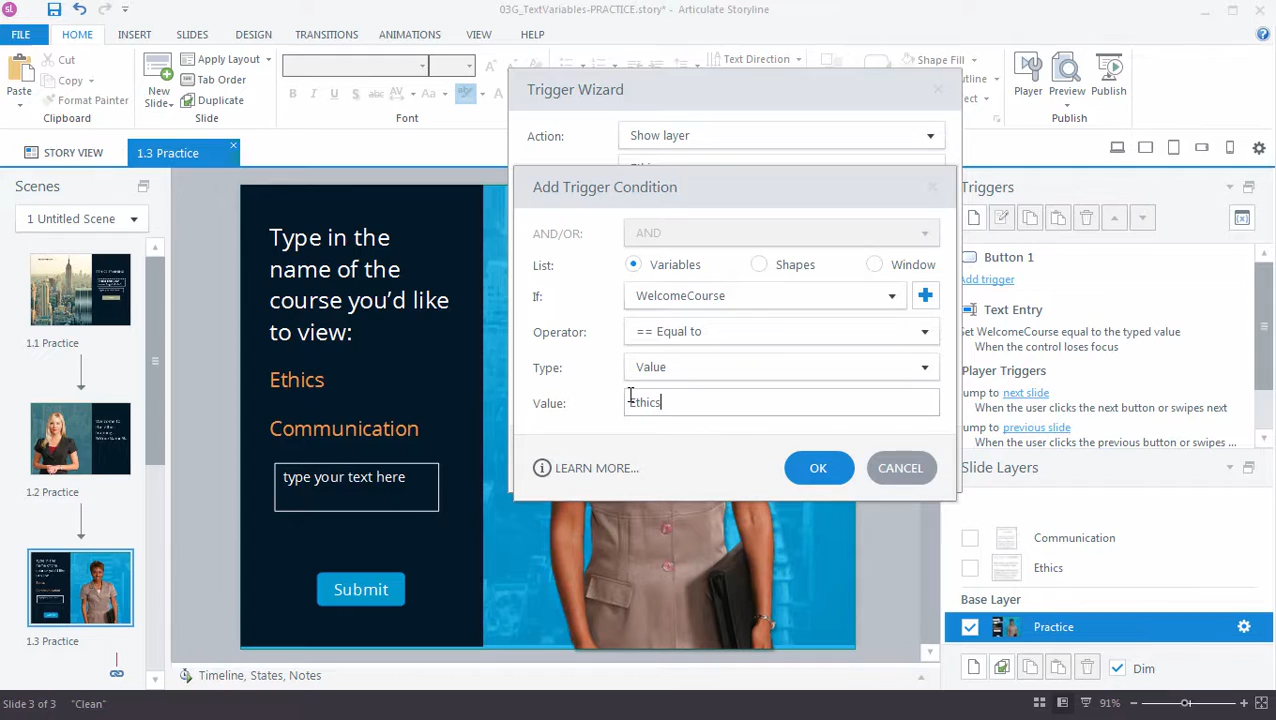 sl
03G_TextVariables-PRACTICE.story* - Articulate Storyline
FILE HOME INSERT SLIDES DESIGN TRANSITIONS ANIMATIONS VIEW HELP
Paste
Cut
Copy
Format Painter
Clipboard
New
Slide
Apply Layout
Tab Order
Duplicate
Slide
B I U S abc AV Aa abc A
Font
Text Direction
Shape Fill
Player
Preview
Publish
Publish
STORY VIEW
1.3 Practice
Scenes
1 Untitled Scene
1.1 Practice
1.2 Practice
1.3 Practice
Type in the
name of the
course you’d like
to view:
Ethics
Communication
type your text here
Submit
Trigger Wizard
Action: Show layer
Add Trigger Condition
AND/OR: AND
List: Variables Shapes Window
If: WelcomeCourse
Operator: == Equal to
Type: Value
Value: Ethics
LEARN MORE...
OK
CANCEL
Triggers
Button 1
Add trigger
Text Entry
Set WelcomeCourse equal to the typed value
When the control loses focus
Player Triggers
ump to next slide
When the user clicks the next button or swipes next
ump to previous slide
When the user clicks the previous button or swipes ...
Slide Layers
Communication
Ethics
Base Layer
Practice
Dim
Timeline, States, Notes
Slide 3 of 3 "Clean"
91%